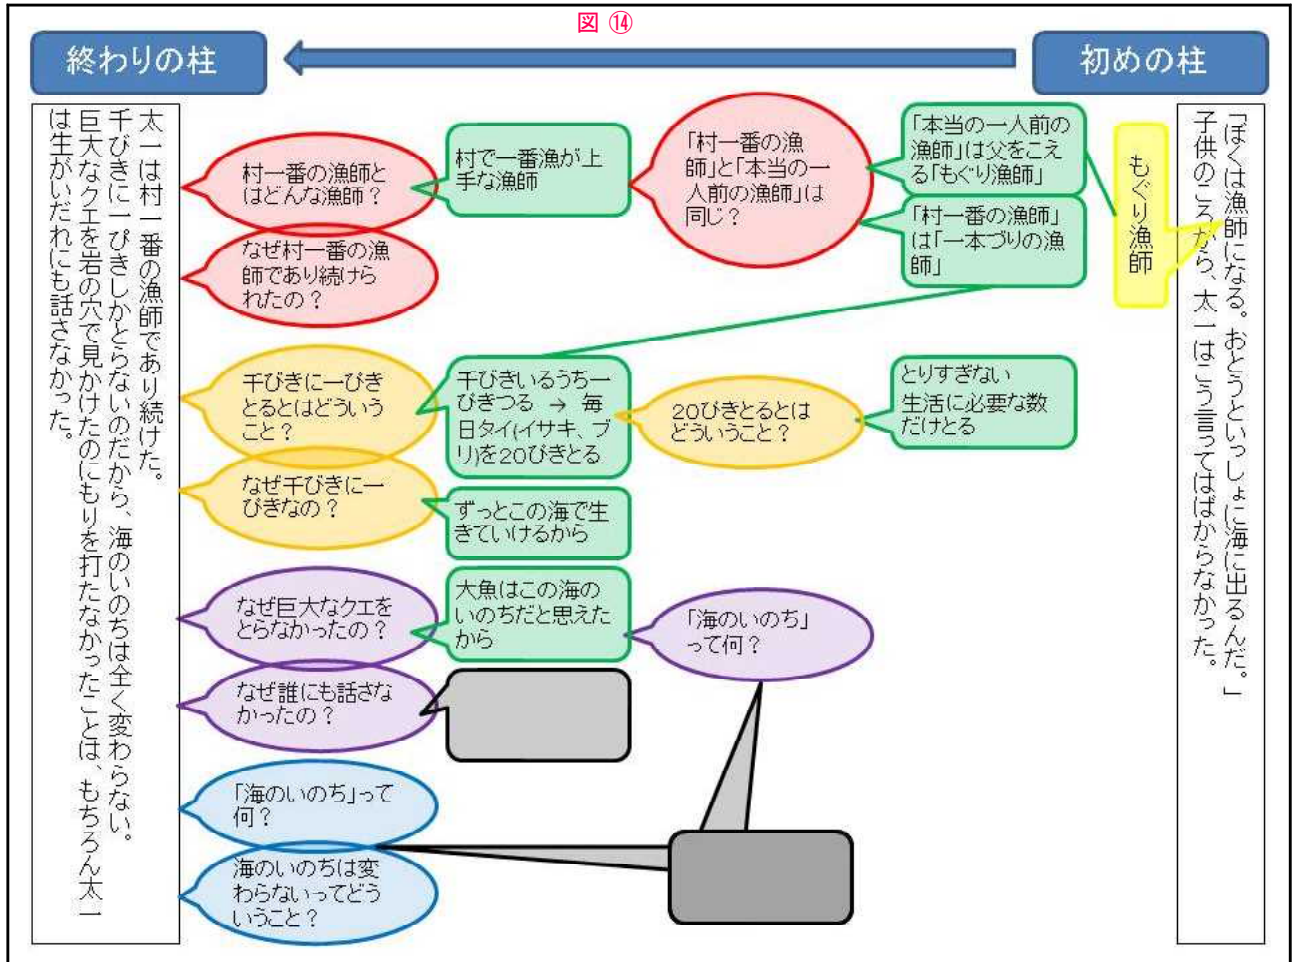 図 ⑭
初めの柱
終わりの柱
「ぼくは漁師になる。おとうといっしょに海に出るんだ。」
子供のころから、太一はこう言ってはばからなかった。
もぐり漁師
「本当の一人前の
漁師」は父をこえ
る「もぐり漁師」
「村一番の漁師」
は「一本づりの漁
師」
「村一番の漁
師」と「本当の一
人前の漁師」は
同じ？
村で一番漁が上
手な漁師
村一番の漁師と
はどんな漁師？
なぜ村一番の漁
師であり続けら
れたの？
とりすぎない
生活に必要な数
だけとる
20ぴきとるとは
どういうこと？
千びきいるうち一
ぴきつる → 毎
日タイ(イサキ、ブ
リ)を20ぴきとる
千びきに一ぴき
とるとはどういう
こと？
ずっとこの海で生
きていけるから
なぜ千びきに一
ぴきなの？
「海のいのち」
って何？
大魚はこの海の
いのちだと思えた
から
なぜ巨大なクエを
とらなかったの？
なぜ誰にも話さな
かったの？
「海のいのち」って
何？
海のいのちは変
わらないってどう
いうこと？
太一は村一番の漁師であり続けた。
千びきに一ぴきしかとらないのだから、海のいのちは全く変わらない。
巨大なクエを岩の穴で見かけたのにもりを打たなかったことは、もちろん太一
は生がいだれにも話さなかった。